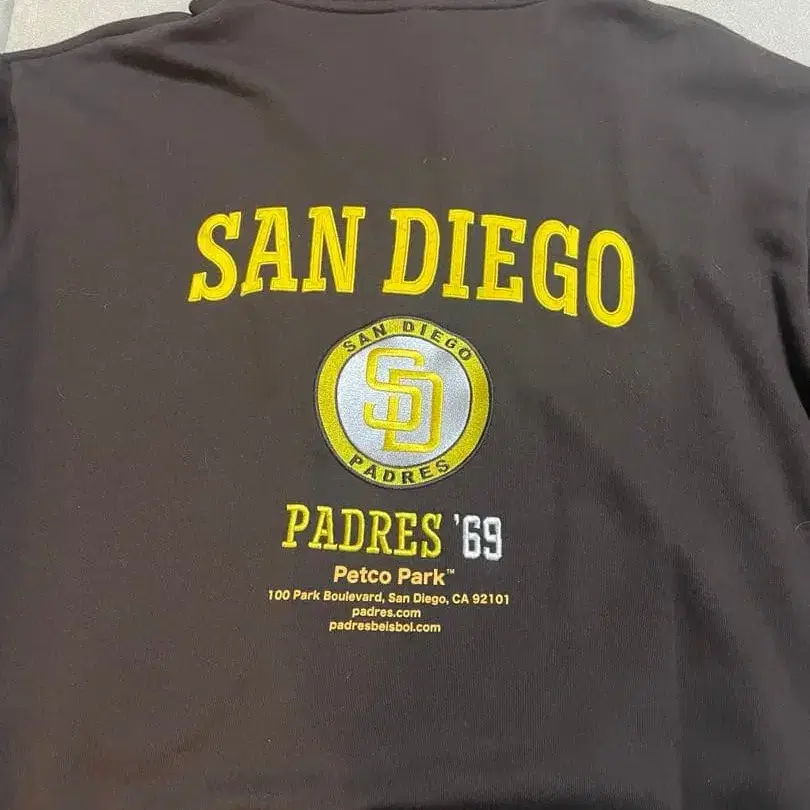 SAN DIEGO
SAN DIEGO
SD
PADRES
PADRES '69
Petco Park™
100 Park Boulevard, San Diego, CA 92101
padres.com
padresbeisbol.com